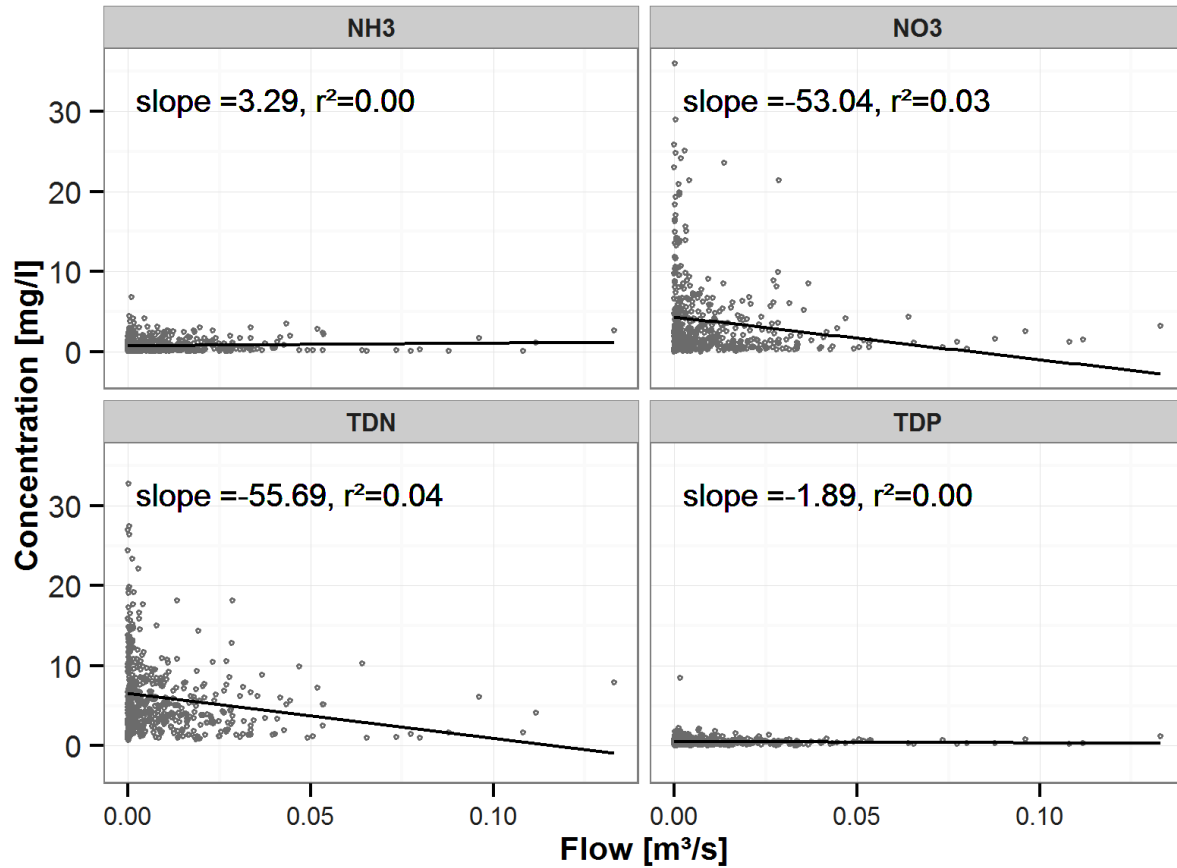 NH3
NO3
slope =3.29, r²=0.00
slope =-53.04, r²=0.03
30
20
10
0
TDN
TDP
slope =-55.69, r²=0.04
slope =-1.89, r²=0.00
30
20
10
0
Concentration [mg/l]
0.00
0.05
0.10
0.00
0.05
0.10
Flow [m³/s]